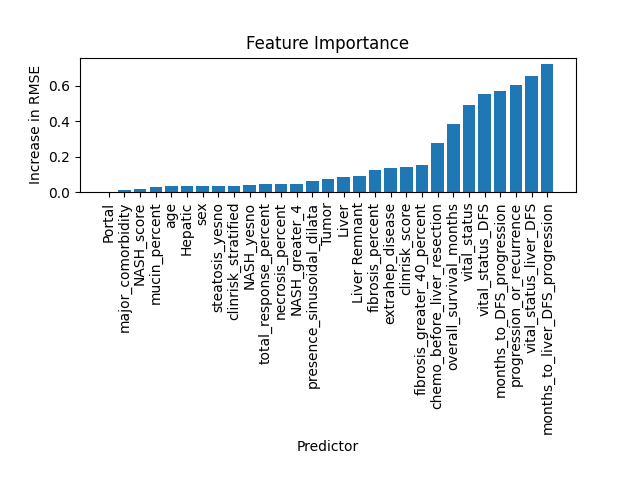 Feature Importance
Increase in RMSE
0.6
0.4
0.2
0.0
Portal
major_comorbidity
NASH_score
mucin_percent
age
Hepatic
sex
steatosis_yesno
clinrisk_stratified
NASH_yesno
total_response_percent
necrosis_percent
NASH_greater_4
presence_sinusoidal_dilata
Tumor
Liver
Liver Remnant
fibrosis_percent
extrahep_disease
clinrisk_score
fibrosis_greater_40_percent
chemo_before_liver_resection
overall_survival_months
vital_status
vital_status_DFS
months_to_DFS_progression
progression_or_recurrence
vital_status_liver_DFS
months_to_liver_DFS_progression
Predictor